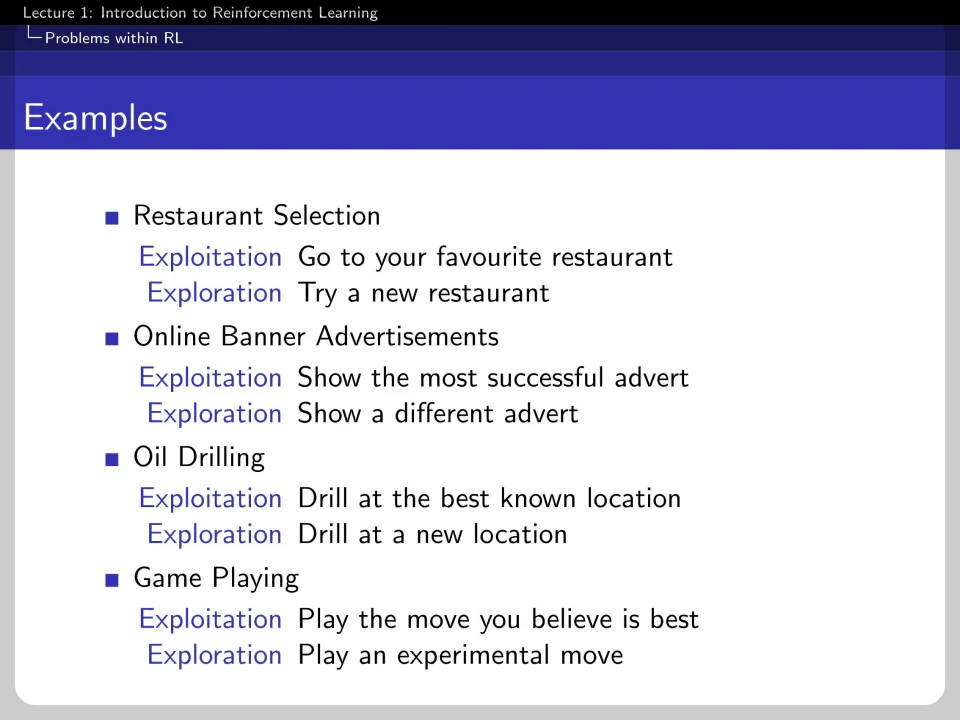 Lecture 1: Introduction to Reinforcement Learning
Problems within RL
Examples
Restaurant Selection
Exploitation Go to your favourite restaurant
Exploration Try a new restaurant
Online Banner Advertisements
Exploitation Show the most successful advert
Exploration Show a different advert
Oil Drilling
Exploitation Drill at the best known location
Exploration Drill at a new location
Game Playing
Exploitation Play the move you believe is best
Exploration Play an experimental move